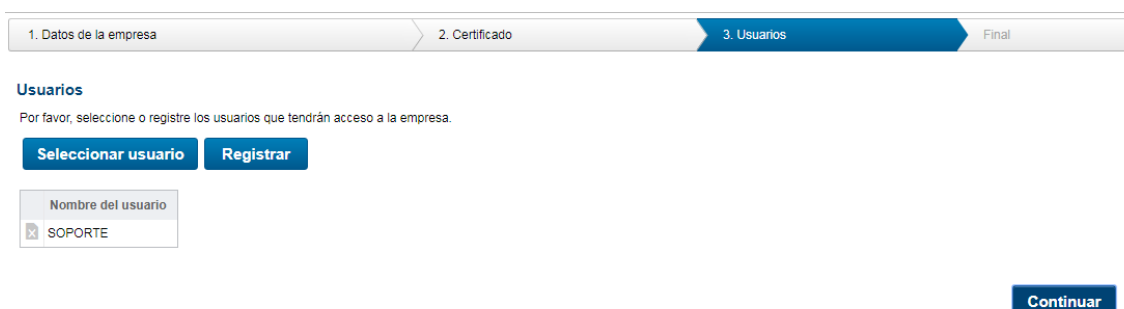 1. Datos de la empresa
2. Certificado
3. Usuarios
Final
Usuarios
Por favor, seleccione o registre los usuarios que tendrán acceso a la empresa.
Seleccionar usuario
Registrar
Nombre del usuario
SOPORTE
Continuar